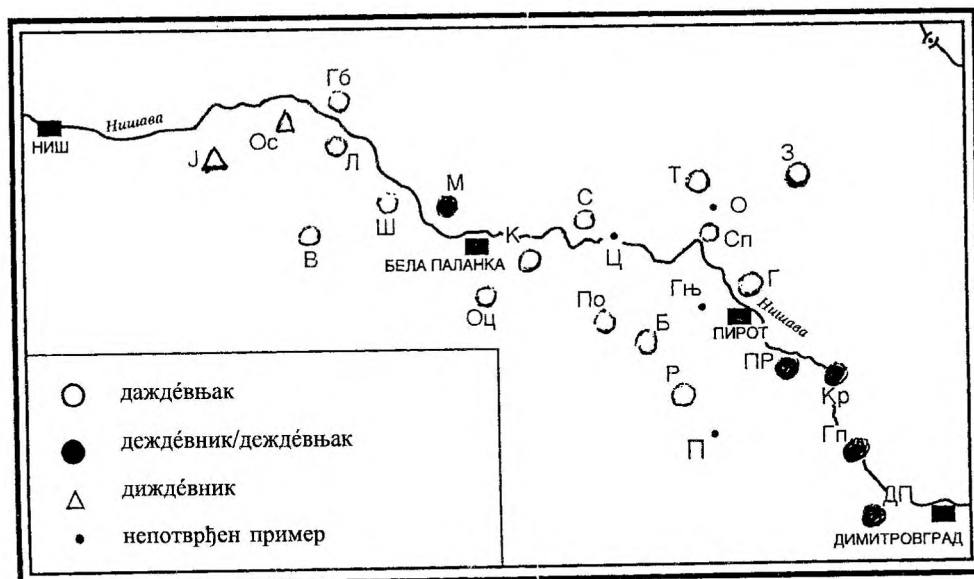 Гб
Нишава
НИШ
Ос
Ј
Л
З
Т
М
О
С
Ш
К
Сп
В
Ц
БЕЛА ПАЛАНКА
Г
Гњ
Нишава
Оц
По
Б
ПИРОТ
ПР
Р
Кр
даждéвњак
Гп
П
деждéвник/деждéвњак
диждéвник
ДП
непотврђен пример
ДИМИТРОВГРАД